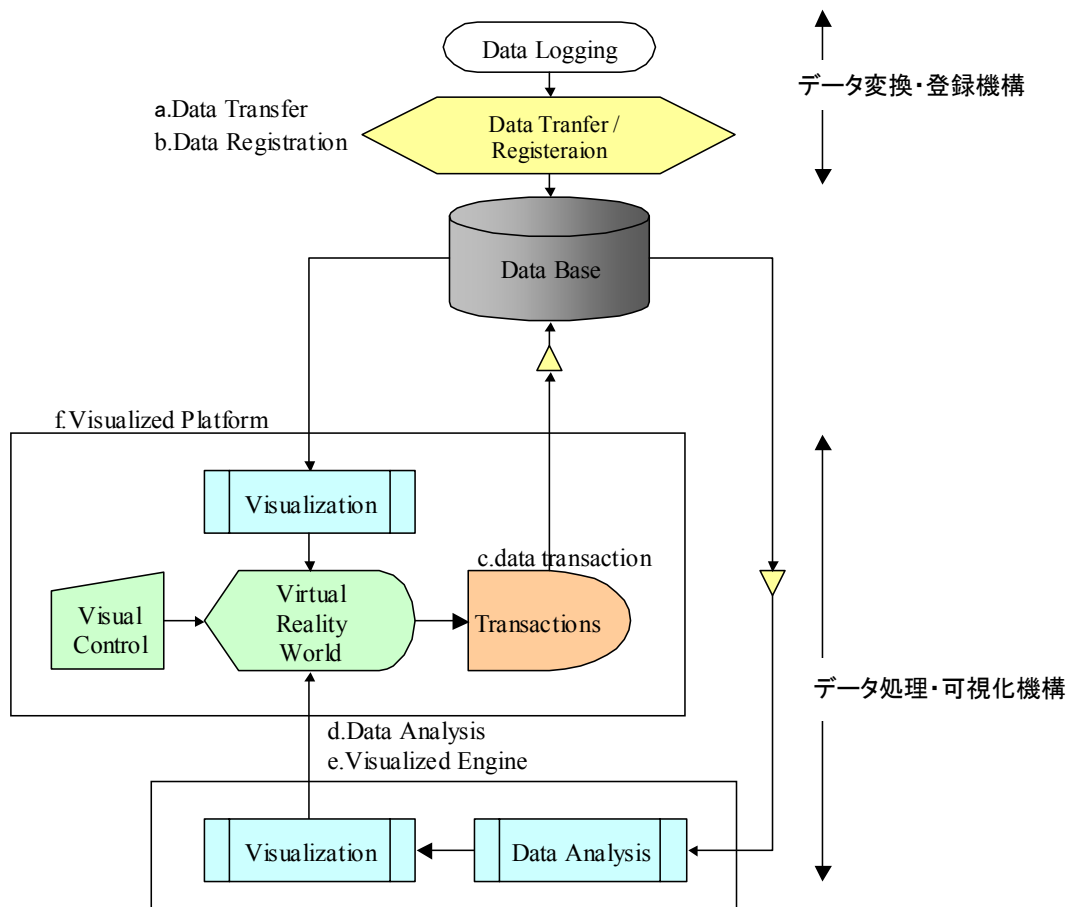 Data Logging
データ変換・登録機構
a.Data Transfer
b.Data Registration
Data Tranfer /
Registeraion
Data Base
f.Visualized Platform
Visualization
c.data transaction
Visual
Control
Virtual
Reality
World
Transactions
データ処理・可視化機構
d.Data Analysis
e.Visualized Engine
Visualization
Data Analysis